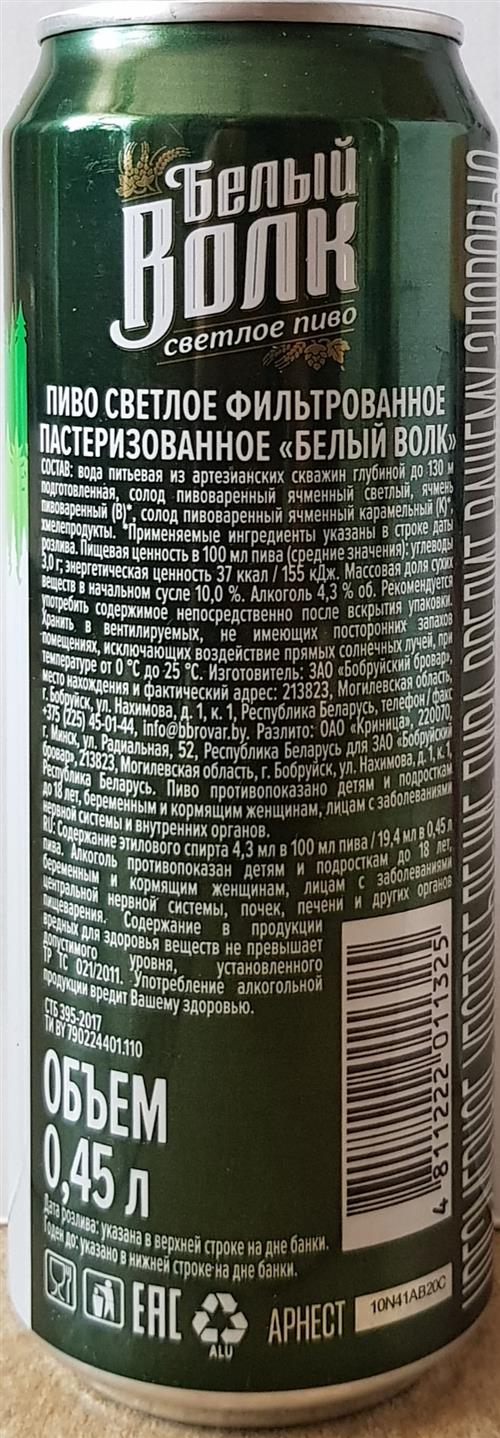 Белый
Волк
светлое пиво
ПИВО СВЕТЛОЕ ФИЛЬТРОВАННОЕ
ПАСТЕРИЗОВАННОЕ «БЕЛЫЙ ВОЛК»
СОСТАВ: вода питьевая из артезианских скважин глубиной до 130 м
подготовленная, солод пивоваренный ячменный светлый, ячмень
пивоваренный (В)*, солод пивоваренный ячменный карамельный (К)*,
хмелепродукты. *Применяемые ингредиенты указаны в строке даты
розлива. Пищевая ценность в 100 мл пива (средние значения): углеводы
3,0 г; энергетическая ценность 37 ккал / 155 кДж. Массовая доля сухих
веществ в начальном сусле 10,0 %. Алкоголь 4,3 % об. Рекомендуется
употребить содержимое непосредственно после вскрытия упаковки.
Хранить в вентилируемых, не имеющих посторонних запахов
помещениях, исключающих воздействие прямых солнечных лучей, при
температуре от 0 °С до 25 °С. Изготовитель: ЗАО «Бобруйский бровар»,
место нахождения и фактический адрес: 213823, Могилевская область,
г. Бобруйск, ул. Нахимова, д. 1, к. 1, Республика Беларусь, телефон / факс
+375 (225) 45-01-44, info@bbrovar.by. Разлито: ОАО «Криница», 220070,
г. Минск, ул. Радиальная, 52, Республика Беларусь для ЗАО «Бобруйский
бровар», 213823, Могилевская область, г. Бобруйск, ул. Нахимова, д. 1, к. 1,
Республика Беларусь. Пиво противопоказано детям и подросткам
до 18 лет, беременным и кормящим женщинам, лицам с заболеваниями
нервной системы и внутренних органов.
RU: Содержание этилового спирта 4,3 мл в 100 мл пива / 19,4 мл в 0,45 л
пива. Алкоголь противопоказан детям и подросткам до 18 лет,
беременным и кормящим женщинам, лицам с заболеваниями
центральной нервной системы, почек, печени и других органов
пищеварения. Содержание в продукции
вредных для здоровья веществ не превышает
допустимого уровня, установленного
ТР ТС 021/2011. Употребление алкогольной
продукции вредит Вашему здоровью.
СТБ 395-2017
ТИ BY 790224401.110
ОБЪЕМ
0,45 л
Дата розлива: указана в верхней строке на дне банки.
Годен до: указано в нижней строке на дне банки.
EAC
ALU
АРНЕСТ
10N41AB20C
4 811222 011325
ЧРЕЗМЕРНОЕ УПОТРЕБЛЕНИЕ ПИВА ВРЕДИТ ВАШЕМУ ЗДОРОВЬЮ